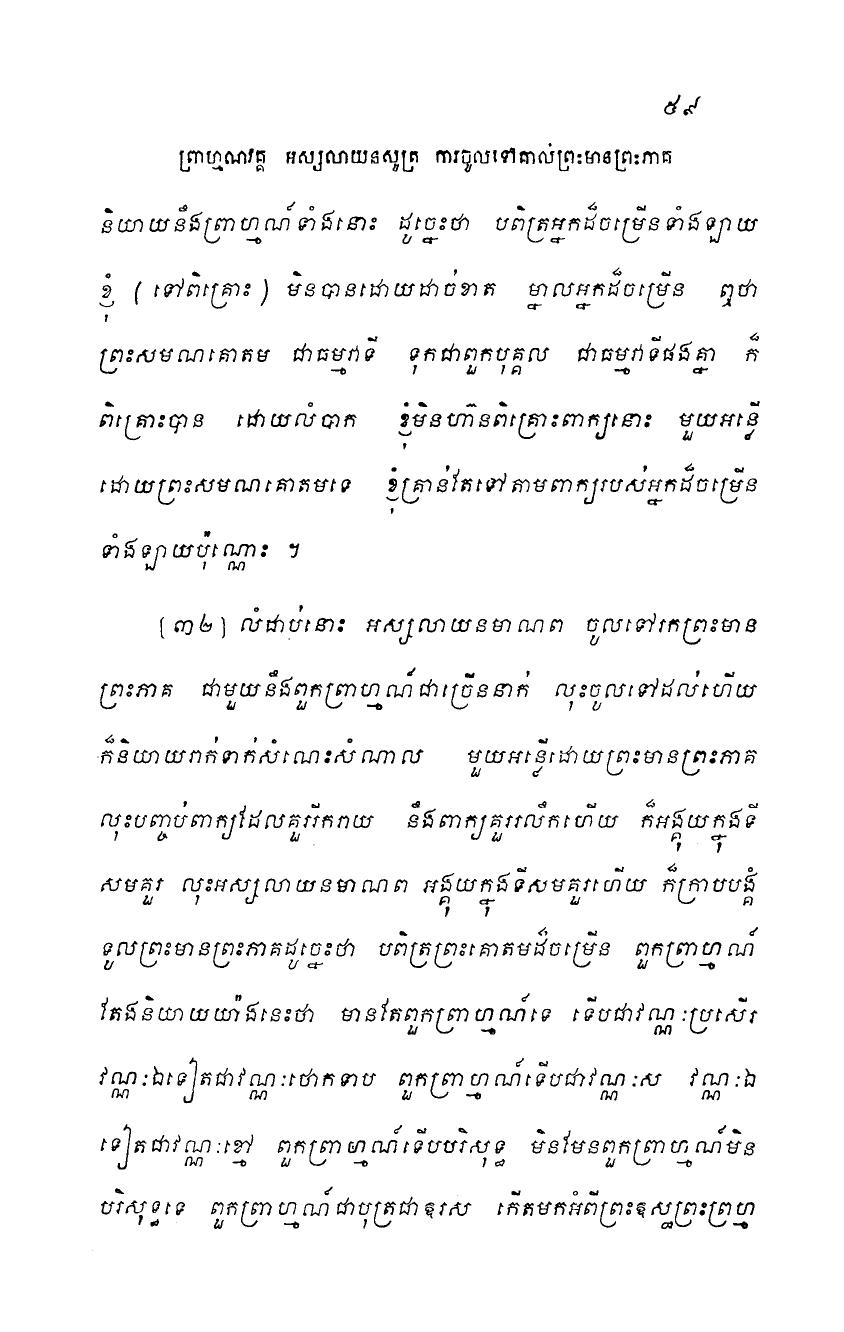 ៥៩
ព្រាហ្មណវគ្គ អស្សលាយនសូត្រ ការចូលទៅគាល់ព្រះមានព្រះភាគ
និយាយនឹងព្រាហ្មណ៍ទាំងនោះ ដូច្នេះថា បពិត្រអ្នកដ៏ចម្រើនទាំងឡាយ
ខ្ញុំ (ទៅពិគ្រោះ) មិនបានដោយដាច់ខាត ម្នាលអ្នកដ៏ចម្រើន ឮថា
ព្រះសមណគោតម ជាធម្មវាទី ទុកជាពួកបុគ្គល ជាធម្មវាទីផងគ្នា ក៏
ពិគ្រោះបាន ដោយលំបាក ខ្ញុំមិនហ៊ានពិគ្រោះពាក្យនោះ មួយអន្លើ
ដោយព្រះសមណគោតមទេ ខ្ញុំគ្រាន់តែទៅតាមពាក្យរបស់អ្នកដ៏ចម្រើន
ទាំងឡាយប៉ុណ្ណោះ ។
[៣២] លំដាប់នោះ អស្សលាយនមាណព ចូលទៅរកព្រះមាន
ព្រះភាគ ជាមួយនឹងពួកព្រាហ្មណ៍ជាច្រើននាក់ លុះចូលទៅដល់ហើយ
ក៏និយាយរាក់ទាក់សំណេះសំណាល មួយអន្លើដោយព្រះមានព្រះភាគ
លុះបញ្ចប់ពាក្យដែលគួររីករាយ នឹងពាក្យគួររលឹកហើយ ក៏អង្គុយក្នុងទី
សមគួរ លុះអស្សលាយនមាណព អង្គុយក្នុងទីសមគួរហើយ ក៏ក្រាបបង្គំ
ទូលព្រះមានព្រះភាគដូច្នេះថា បពិត្រព្រះគោតមដ៏ចម្រើន ពួកព្រាហ្មណ៍
តែងនិយាយយ៉ាងនេះថា មានតែពួកព្រាហ្មណ៍ទេ ទើបជាវណ្ណៈប្រសើរ
វណ្ណៈឯទៀតជាវណ្ណៈថោកទាប ពួកព្រាហ្មណ៍ទើបជាវណ្ណៈស វណ្ណៈឯ
ទៀតជាវណ្ណៈខ្មៅ ពួកព្រាហ្មណ៍ទើបបរិសុទ្ធ មិនមែនពួកព្រាហ្មណ៍មិន
បរិសុទ្ធទេ ពួកព្រាហ្មណ៍ជាបុត្រជាឱរស កើតមកអំពីព្រះឧស្ឋព្រះព្រហ្ម